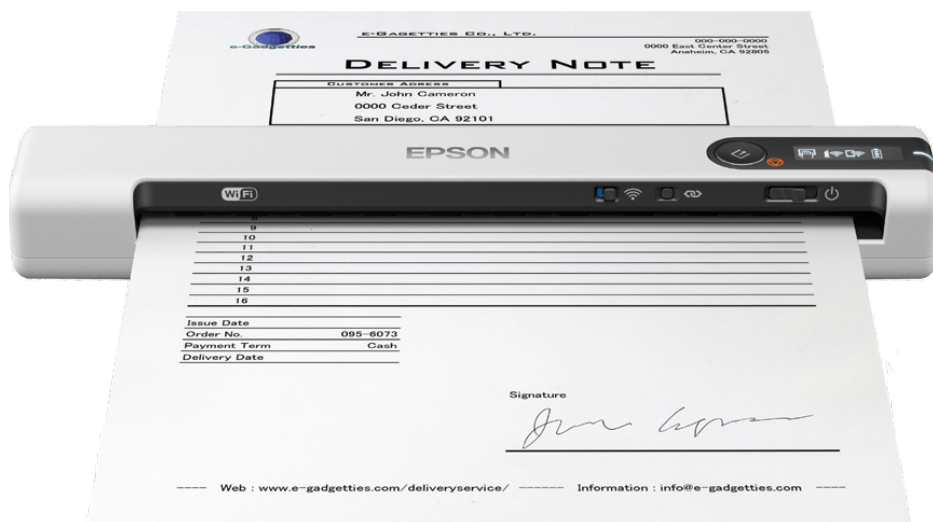 e-Gadgetties
E-GAGETTIES CO., LTD.
000-000-0000
0000 East Center Street
Anaheim, CA 92805
DELIVERY NOTE
CUSTOMER ADRESS
Mr. John Cameron
0000 Ceder Street
San Diego, CA 92101
EPSON
WiFi
9
10
11
12
13
14
15
16
Issue Date
Order No. 095-6073
Payment Term Cash
Delivery Date
Signature
Web : www.e-gadgetties.com/deliveryservice/ Information : info@e-gadgetties.com